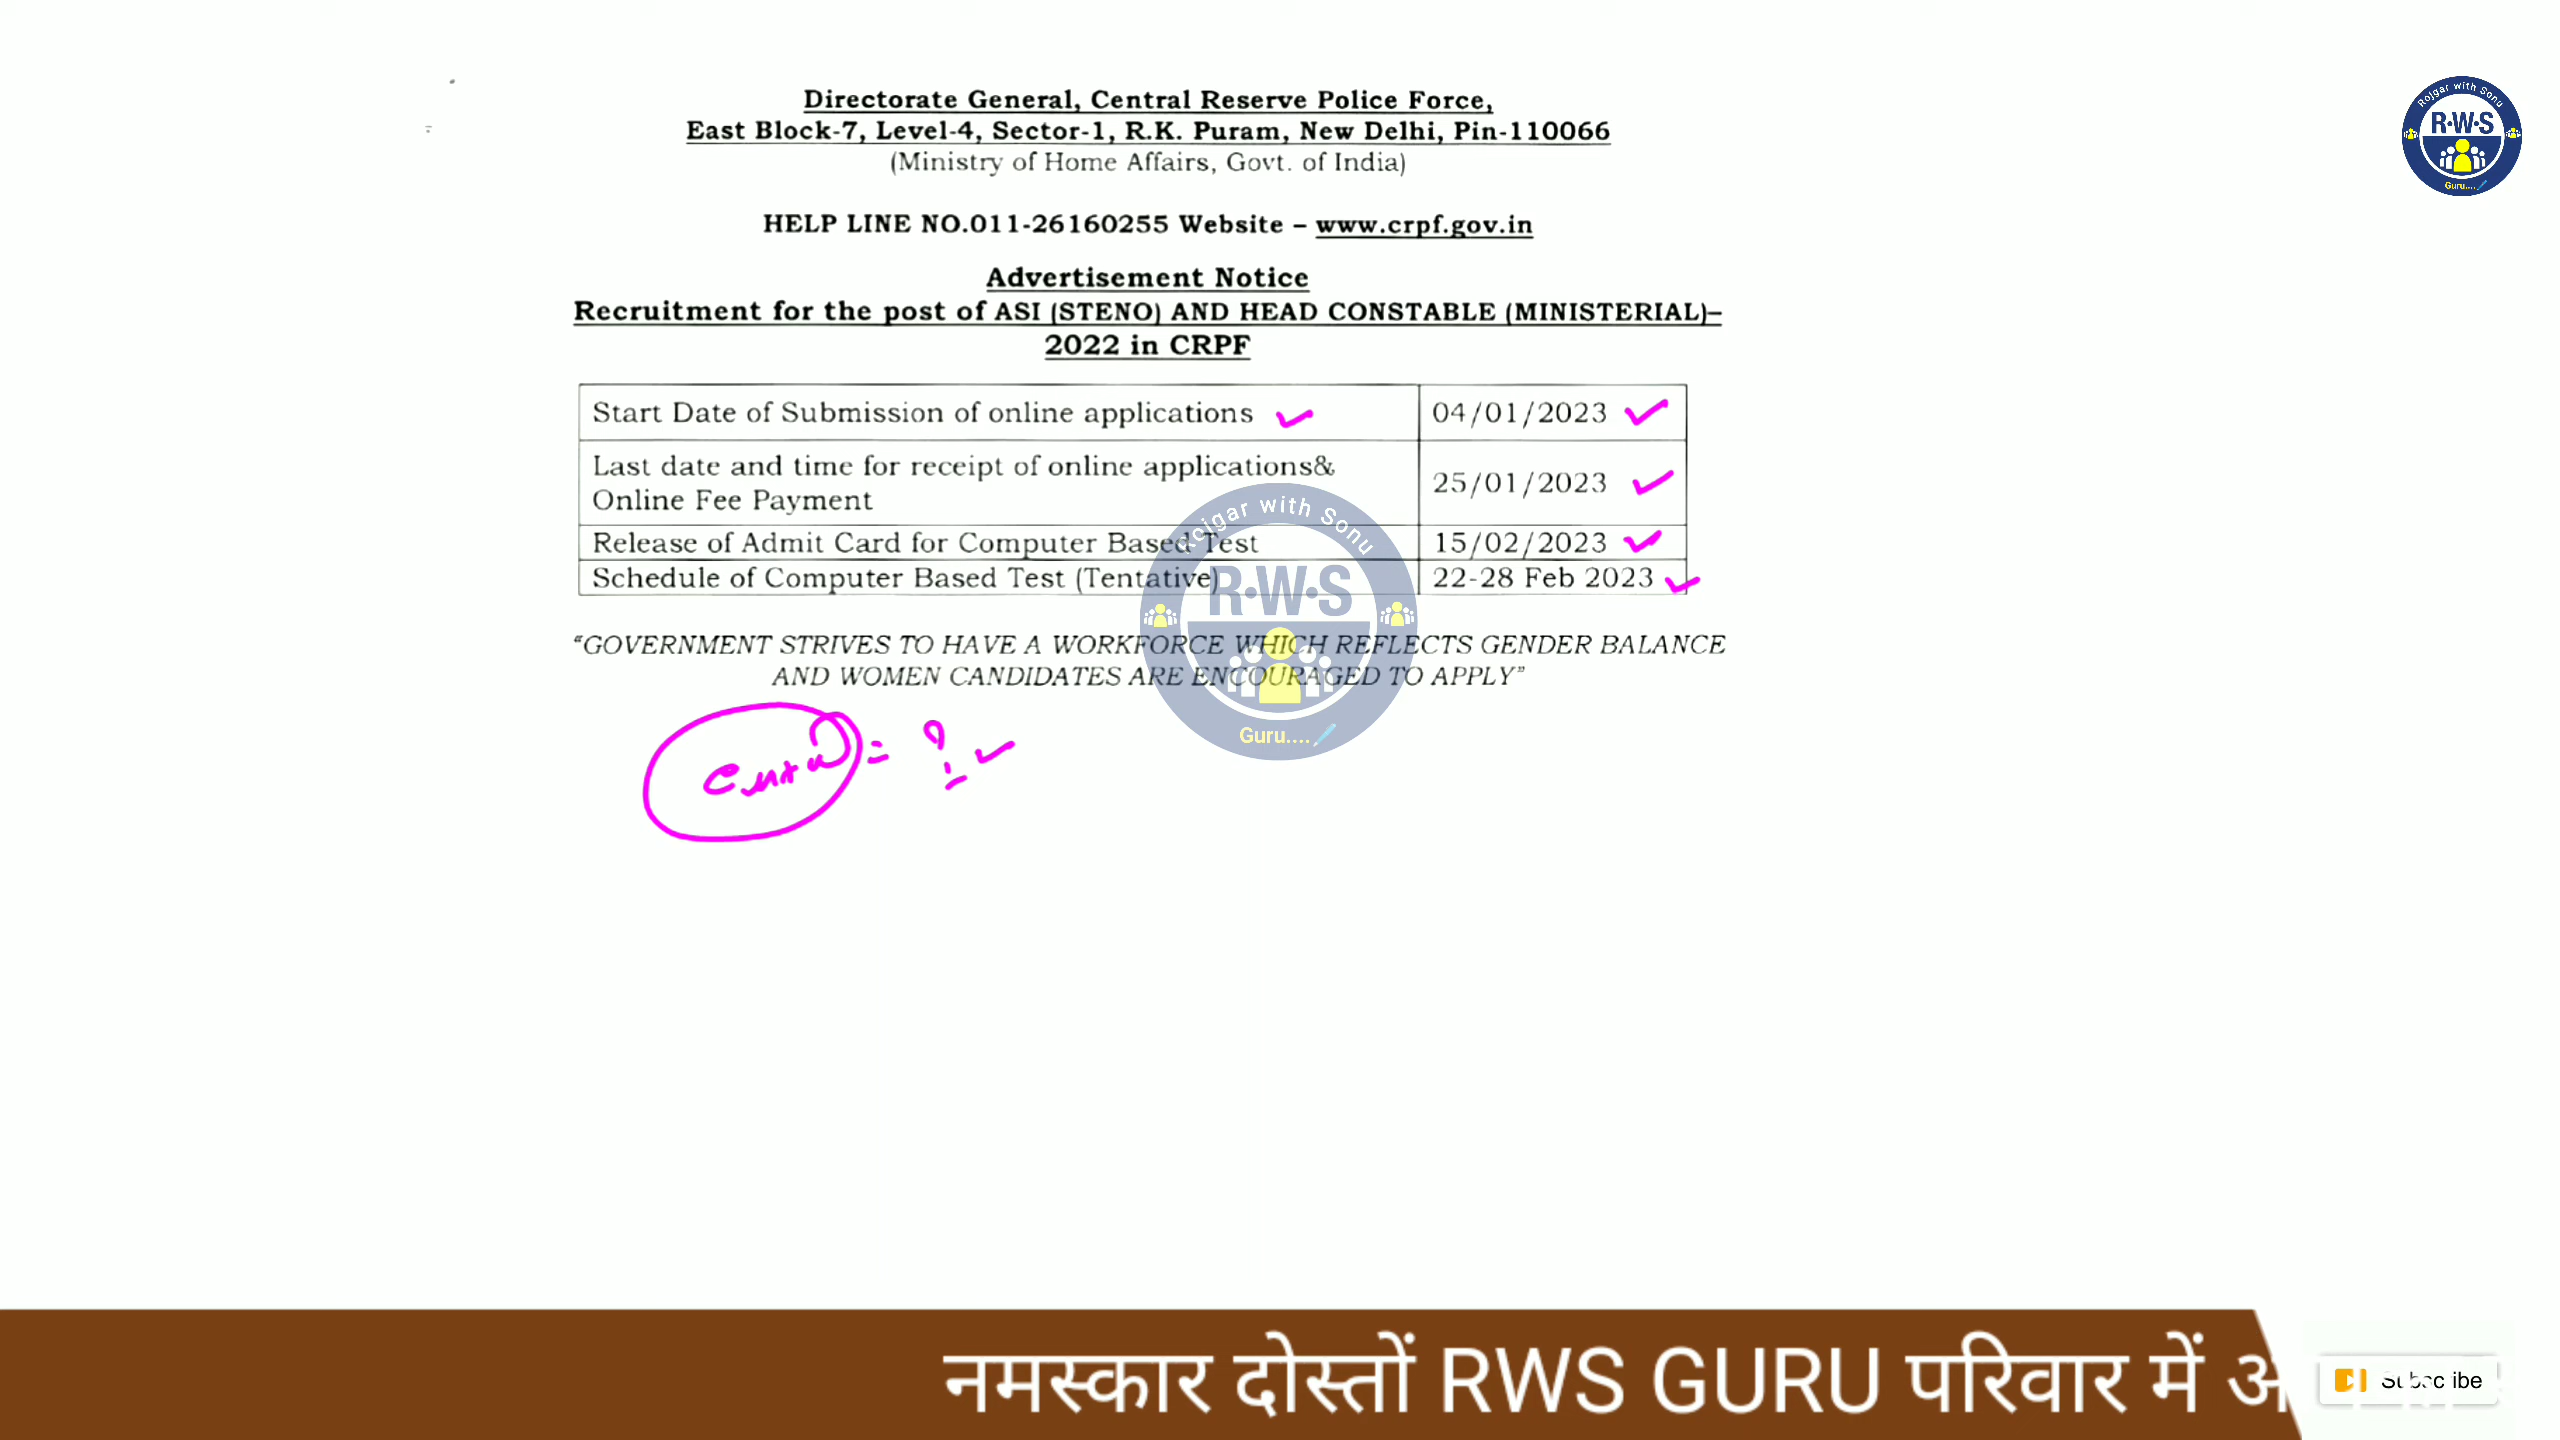 Directorate General, Central Reserve Police Force,
East Block-7, Level-4, Sector-1, R.K. Puram, New Delhi, Pin-110066
(Ministry of Home Affairs, Govt. of India)
HELP LINE NO.011-26160255 Website – www.crpf.gov.in
Advertisement Notice
Recruitment for the post of ASI (STENO) AND HEAD CONSTABLE (MINISTERIAL)–
2022 in CRPF
Start Date of Submission of online applications 04/01/2023
Last date and time for receipt of online applications&
Online Fee Payment 25/01/2023
Release of Admit Card for Computer Based Test 15/02/2023
Schedule of Computer Based Test (Tentative) 22-28 Feb 2023
"GOVERNMENT STRIVES TO HAVE A WORKFORCE WHICH REFLECTS GENDER BALANCE
AND WOMEN CANDIDATES ARE ENCOURAGED TO APPLY"
= ?
Rojgar with Sonu
R·W·S
Guru....
Rojgar with Sonu
R·W·S
Guru....
नमस्कार दोस्तों RWS GURU परिवार में
Subscribe